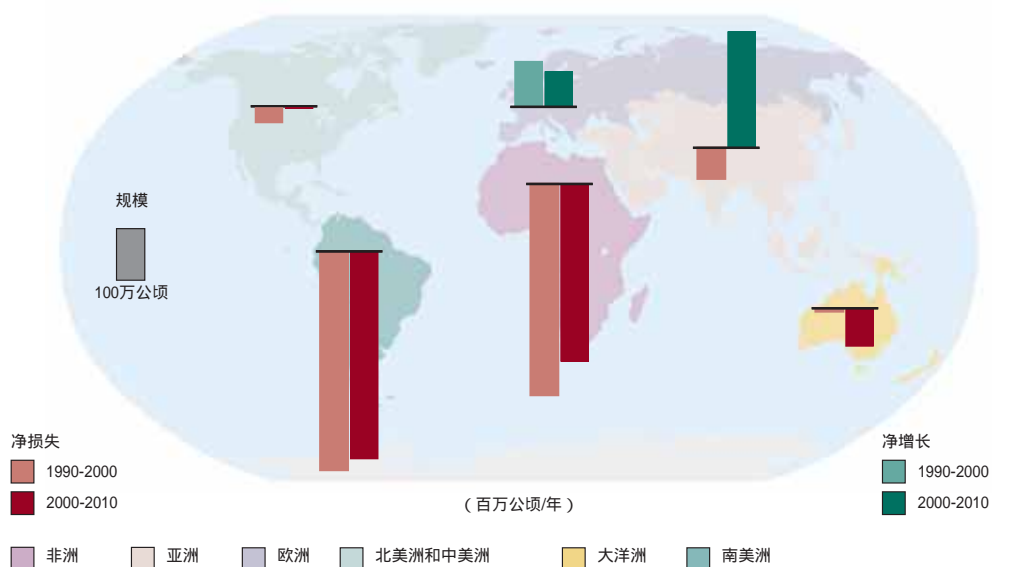 规模
100万公顷
净损失
1990-2000
2000-2010
（百万公顷/年）
净增长
1990-2000
2000-2010
非洲 亚洲 欧洲 北美洲和中美洲 大洋洲 南美洲